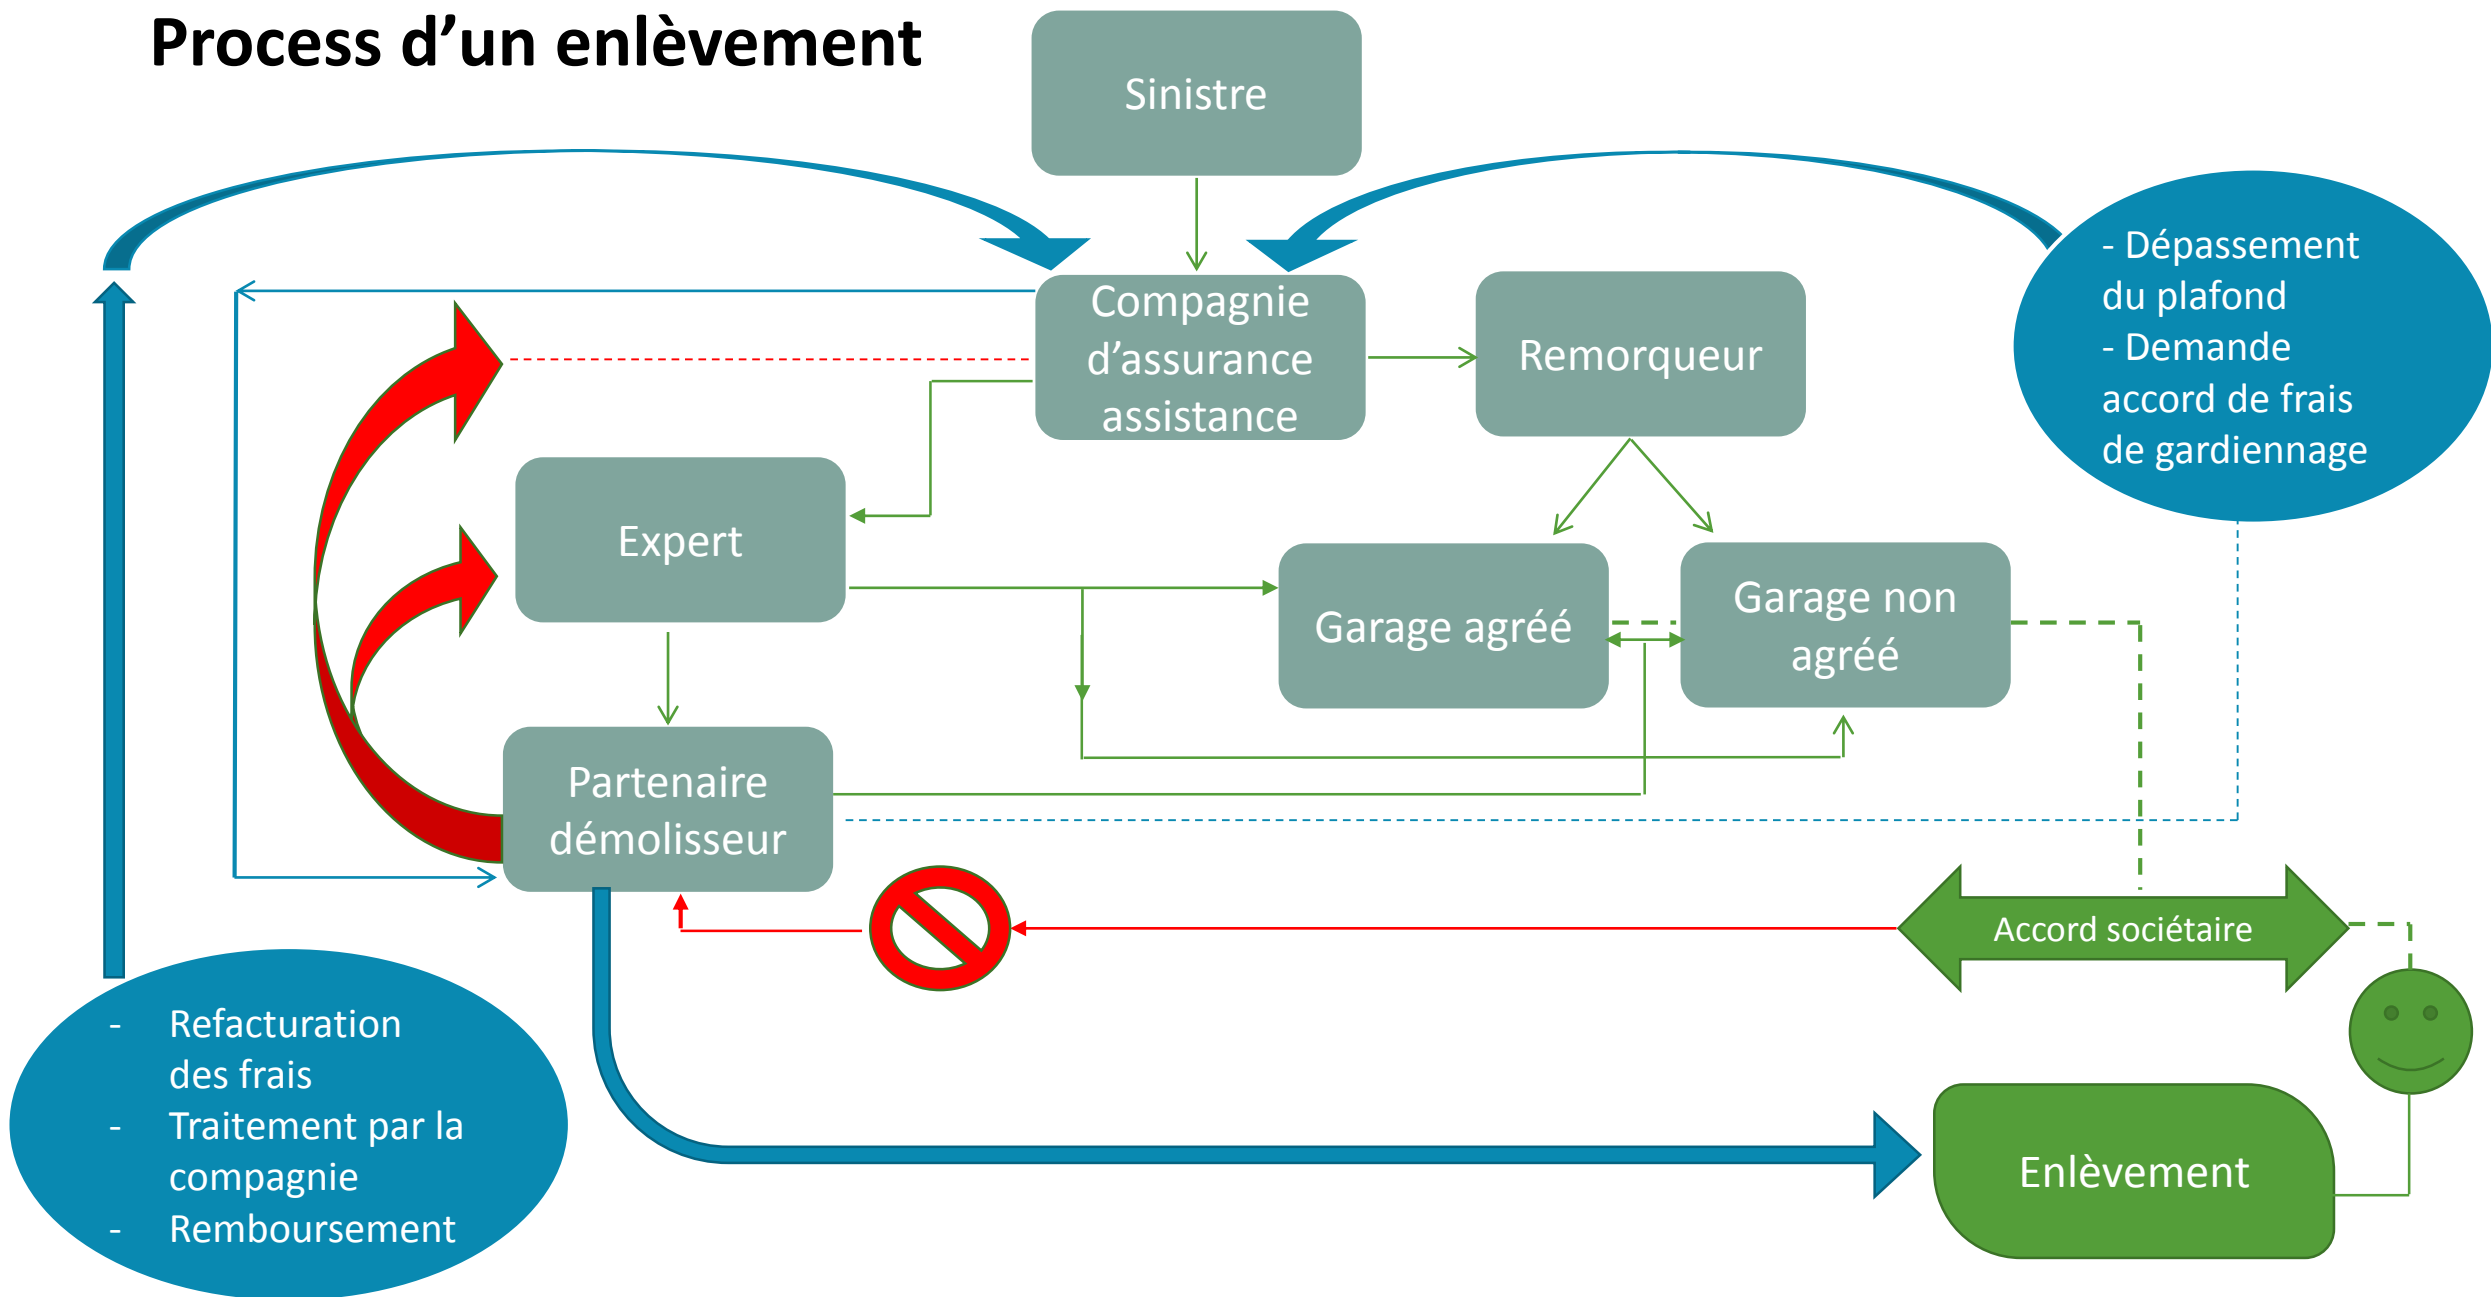 Process d’un enlèvement
Sinistre
Compagnie
d’assurance
assistance
Remorqueur
- Dépassement
du plafond
- Demande
accord de frais
de gardiennage
Expert
Garage agréé
Garage non
agréé
Partenaire
démolisseur
Accord sociétaire
- Refacturation
des frais
- Traitement par la
compagnie
- Remboursement
Enlèvement